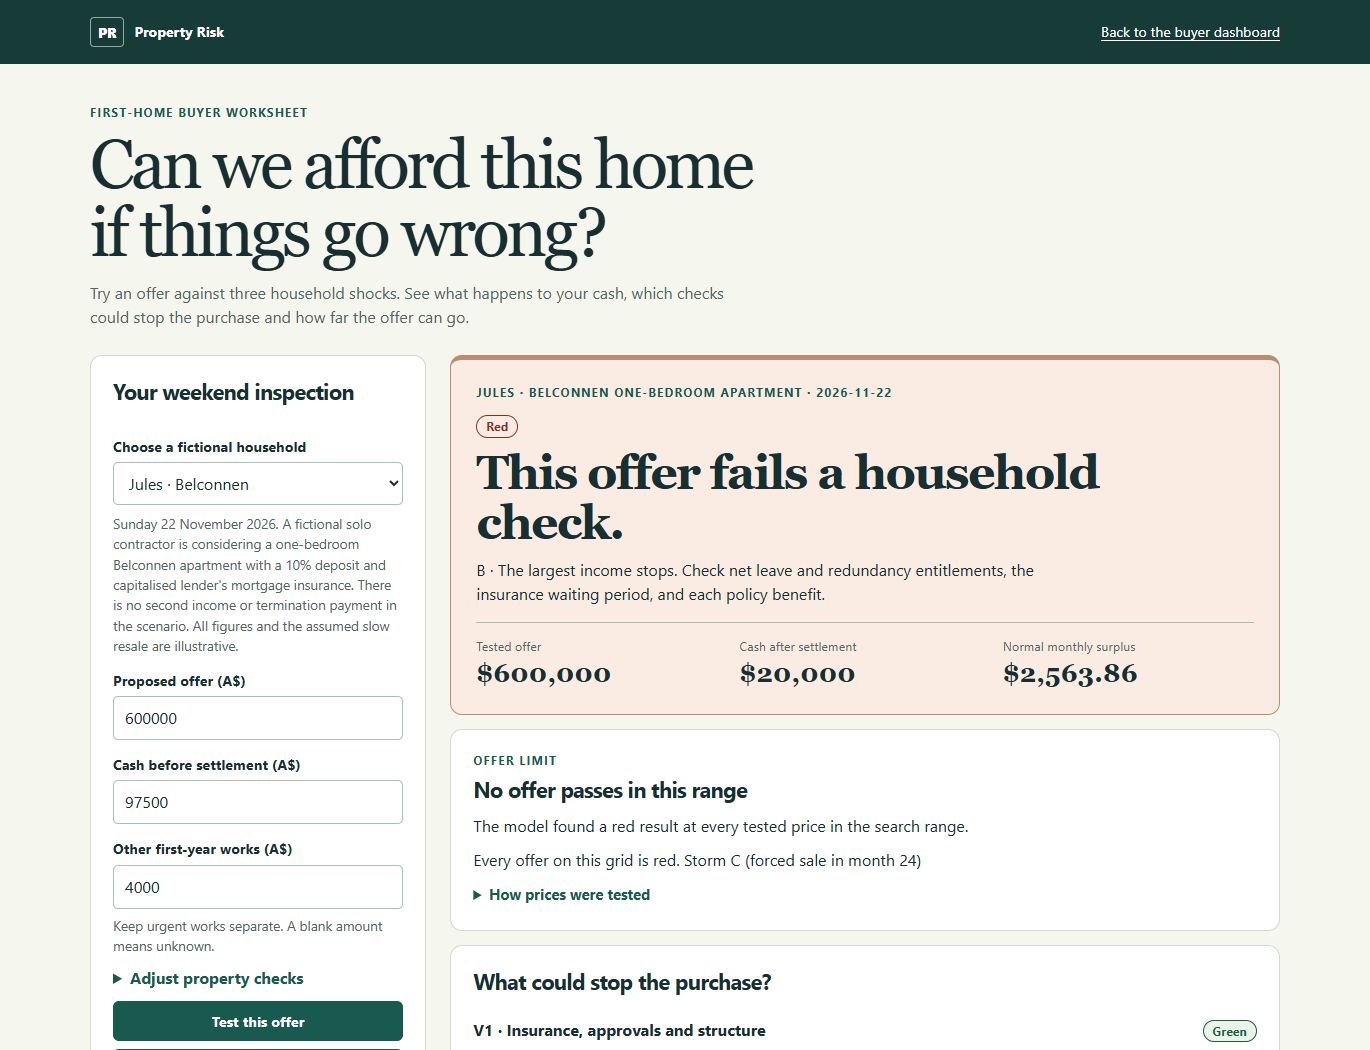 PR
Property Risk
Back to the buyer dashboard
FIRST-HOME BUYER WORKSHEET
Can we afford this home
if things go wrong?
Try an offer against three household shocks. See what happens to your cash, which checks
could stop the purchase and how far the offer can go.
Your weekend inspection
Choose a fictional household
Jules · Belconnen
Sunday 22 November 2026. A fictional solo
contractor is considering a one-bedroom
Belconnen apartment with a 10% deposit and
capitalised lender's mortgage insurance. There
is no second income or termination payment in
the scenario. All figures and the assumed slow
resale are illustrative.
Proposed offer (A$)
600000
Cash before settlement (A$)
97500
Other first-year works (A$)
4000
Keep urgent works separate. A blank amount
means unknown.
Adjust property checks
Test this offer
JULES · BELCONNEN ONE-BEDROOM APARTMENT · 2026-11-22
Red
This offer fails a household
check.
B · The largest income stops. Check net leave and redundancy entitlements, the
insurance waiting period, and each policy benefit.
Tested offer
$600,000
Cash after settlement
$20,000
Normal monthly surplus
$2,563.86
OFFER LIMIT
No offer passes in this range
The model found a red result at every tested price in the search range.
Every offer on this grid is red. Storm C (forced sale in month 24)
How prices were tested
What could stop the purchase?
V1 · Insurance, approvals and structure
Green